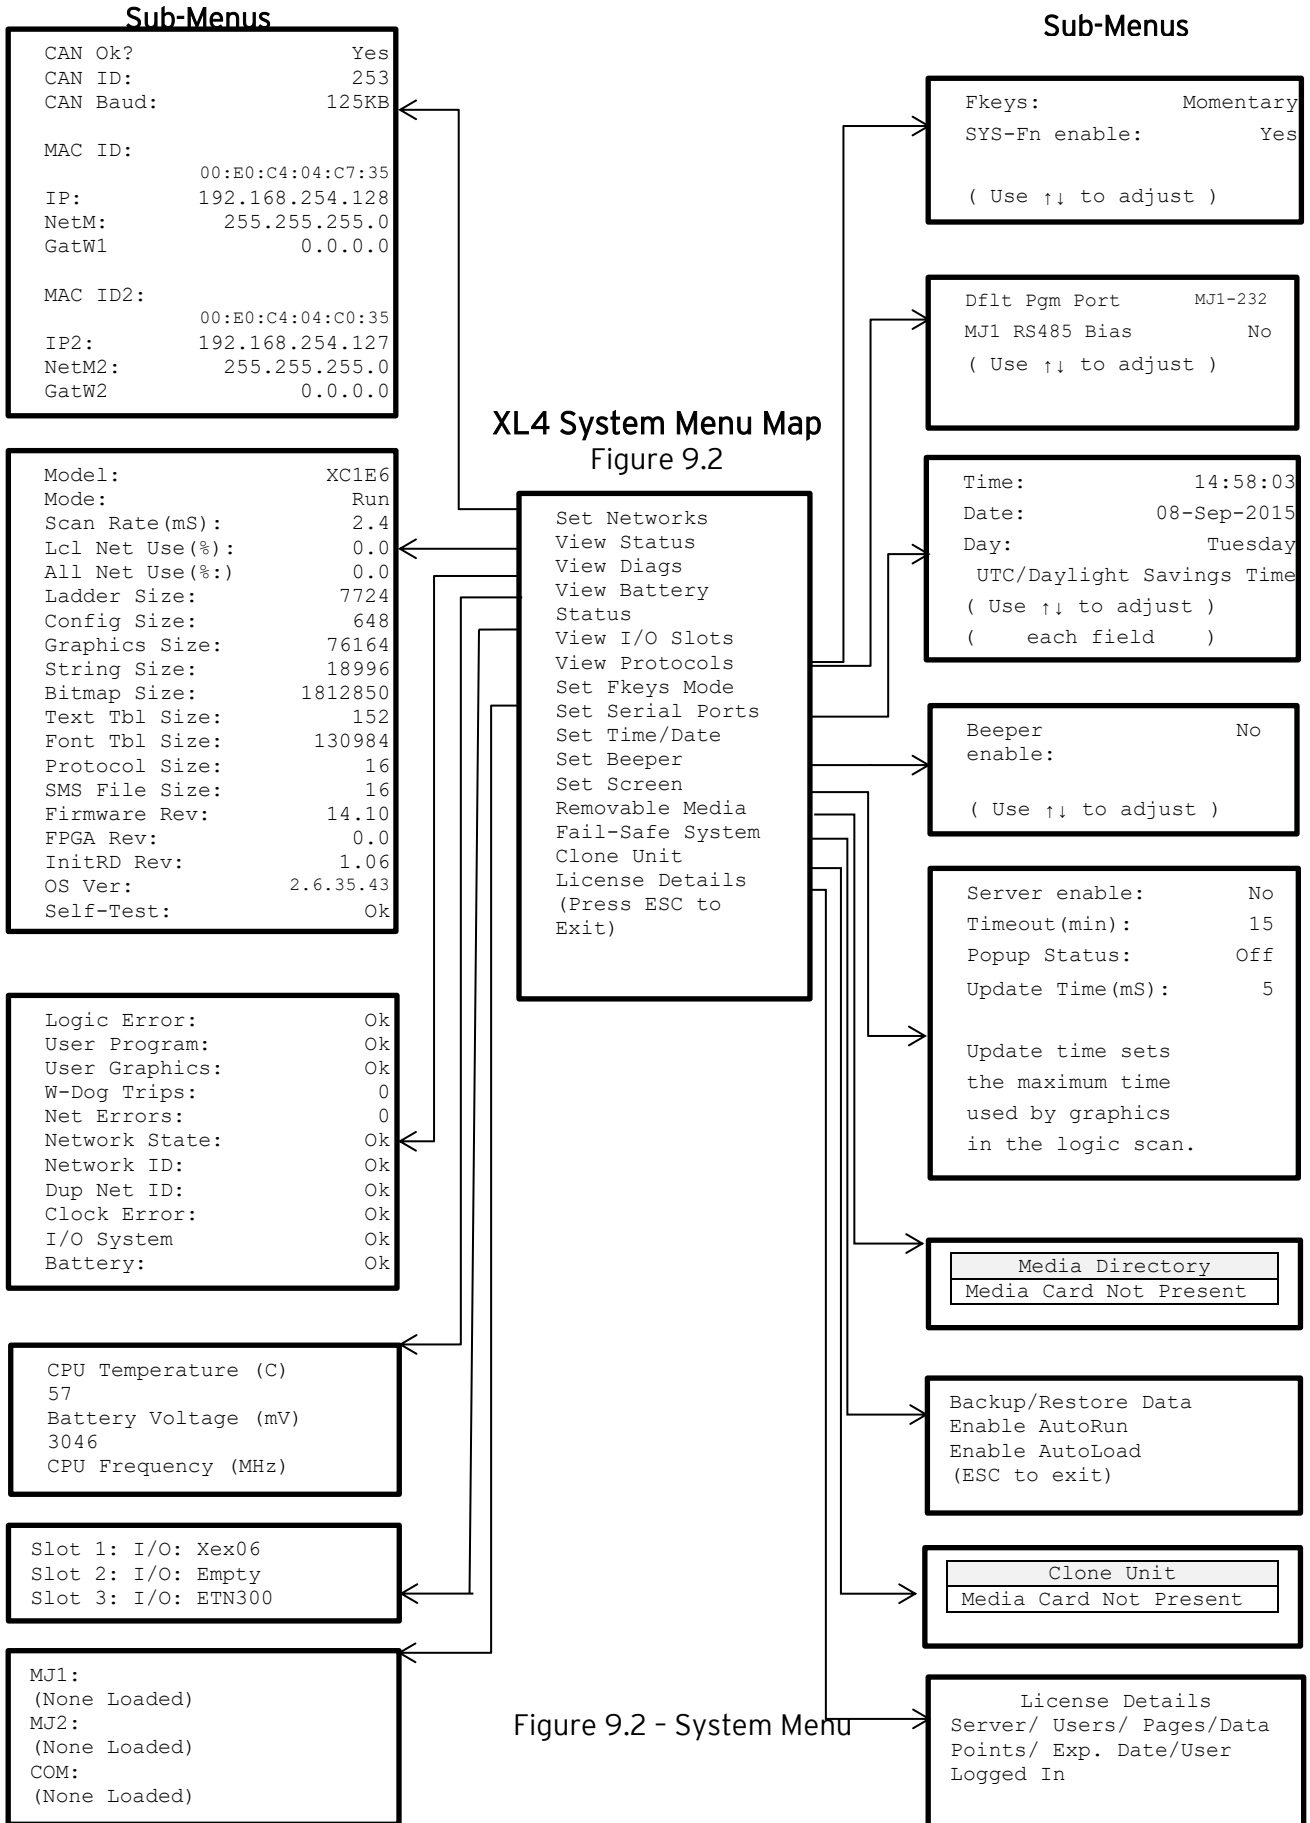 Sub-Menus
CAN Ok? Yes
CAN ID: 253
CAN Baud: 125KB
MAC ID:
00:E0:C4:04:C7:35
IP: 192.168.254.128
NetM: 255.255.255.0
GatW1 0.0.0.0
MAC ID2:
00:E0:C4:04:C0:35
IP2: 192.168.254.127
NetM2: 255.255.255.0
GatW2 0.0.0.0
Model: XC1E6
Mode: Run
Scan Rate(mS): 2.4
Lcl Net Use(%): 0.0
All Net Use(%:) 0.0
Ladder Size: 7724
Config Size: 648
Graphics Size: 76164
String Size: 18996
Bitmap Size: 1812850
Text Tbl Size: 152
Font Tbl Size: 130984
Protocol Size: 16
SMS File Size: 16
Firmware Rev: 14.10
FPGA Rev: 0.0
InitRD Rev: 1.06
OS Ver: 2.6.35.43
Self-Test: Ok
Logic Error: Ok
User Program: Ok
User Graphics: Ok
W-Dog Trips: 0
Net Errors: 0
Network State: Ok
Network ID: Ok
Dup Net ID: Ok
Clock Error: Ok
I/O System Ok
Battery: Ok
CPU Temperature (C)
57
Battery Voltage (mV)
3046
CPU Frequency (MHz)
Slot 1: I/O: Xex06
Slot 2: I/O: Empty
Slot 3: I/O: ETN300
MJ1:
(None Loaded)
MJ2:
(None Loaded)
COM:
(None Loaded)
XL4 System Menu Map
Figure 9.2
Set Networks
View Status
View Diags
View Battery
Status
View I/O Slots
View Protocols
Set Fkeys Mode
Set Serial Ports
Set Time/Date
Set Beeper
Set Screen
Removable Media
Fail-Safe System
Clone Unit
License Details
(Press ESC to
Exit)
Figure 9.2 – System Menu
Sub-Menus
Fkeys: Momentary
SYS-Fn enable: Yes
( Use ↑↓ to adjust )
Dflt Pgm Port MJ1-232
MJ1 RS485 Bias No
( Use ↑↓ to adjust )
Time: 14:58:03
Date: 08-Sep-2015
Day: Tuesday
UTC/Daylight Savings Time
( Use ↑↓ to adjust )
( each field )
Beeper No
enable:
( Use ↑↓ to adjust )
Server enable: No
Timeout(min): 15
Popup Status: Off
Update Time(mS): 5
Update time sets
the maximum time
used by graphics
in the logic scan.
Media Directory
Media Card Not Present
Backup/Restore Data
Enable AutoRun
Enable AutoLoad
(ESC to exit)
Clone Unit
Media Card Not Present
License Details
Server/ Users/ Pages/Data
Points/ Exp. Date/User
Logged In